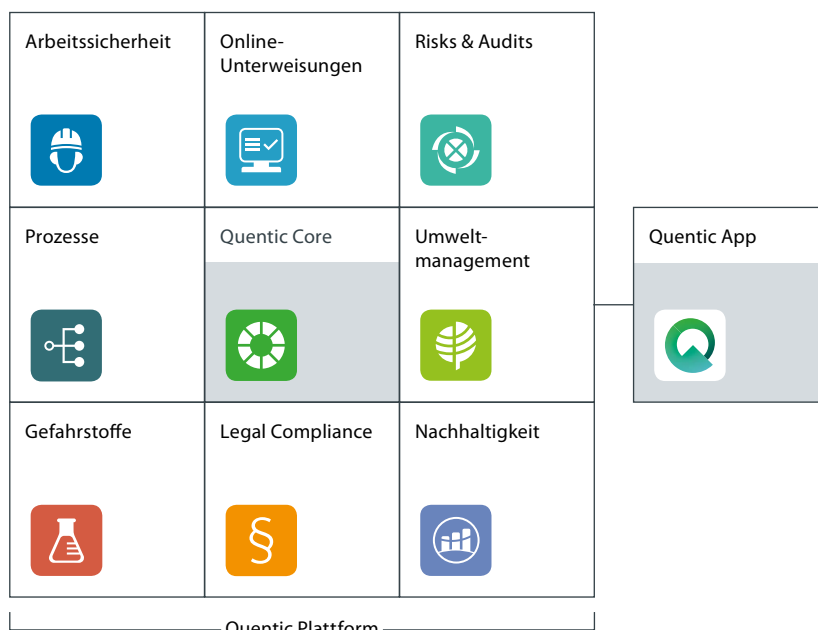 Arbeitssicherheit
Online-
Unterweisungen
Risks & Audits
Prozesse
Quentic Core
Umwelt-
management
Quentic App
Gefahrstoffe
Legal Compliance
§
Nachhaltigkeit
Quentic Plattform